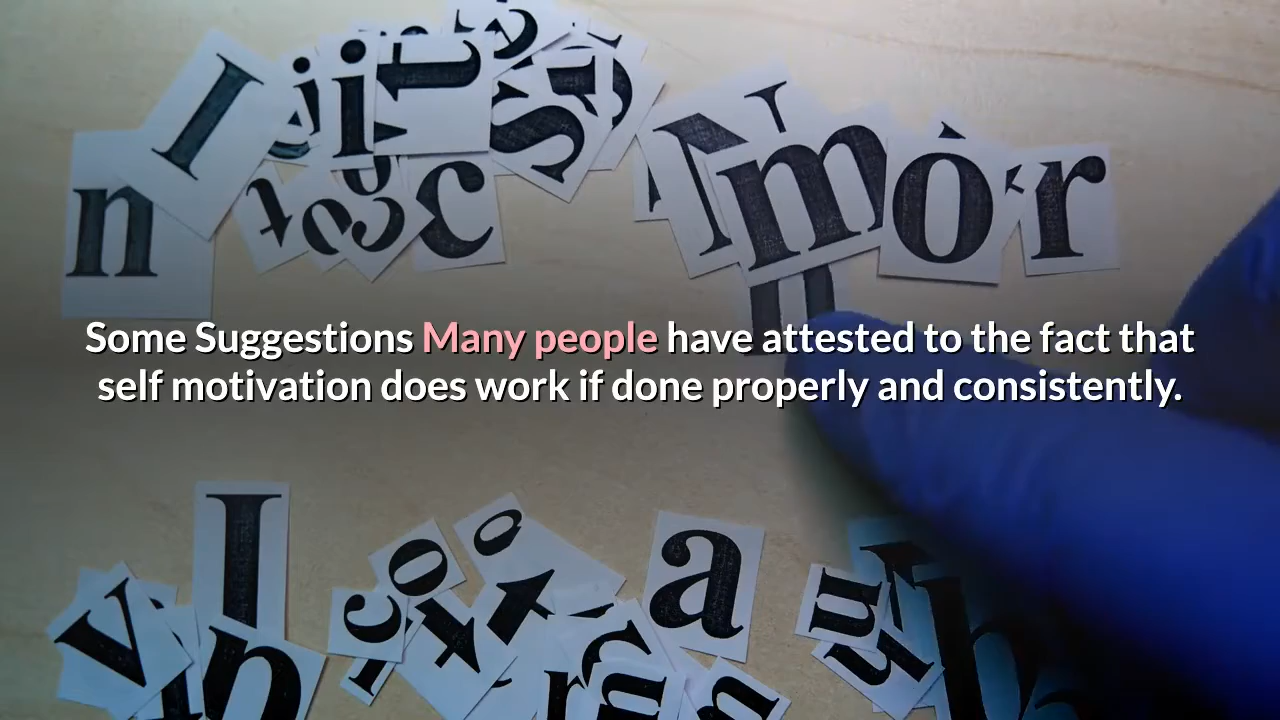 n I i t s m o r
t c
Some Suggestions Many people have attested to the fact that
self motivation does work if done properly and consistently.
I o o a u
v c t